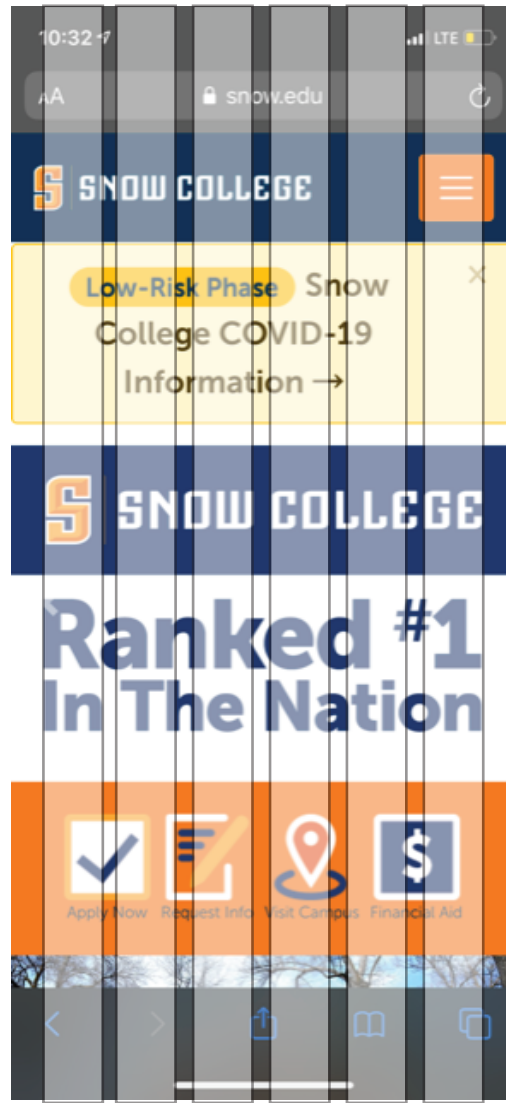 10:32
LTE
AA
snow.edu
SNOW COLLEGE
Low-Risk Phase Snow
College COVID-19
Information →
×
SNOW COLLEGE
Ranked #1
In The Nation
Apply Now Request Info Visit Campus Financial Aid